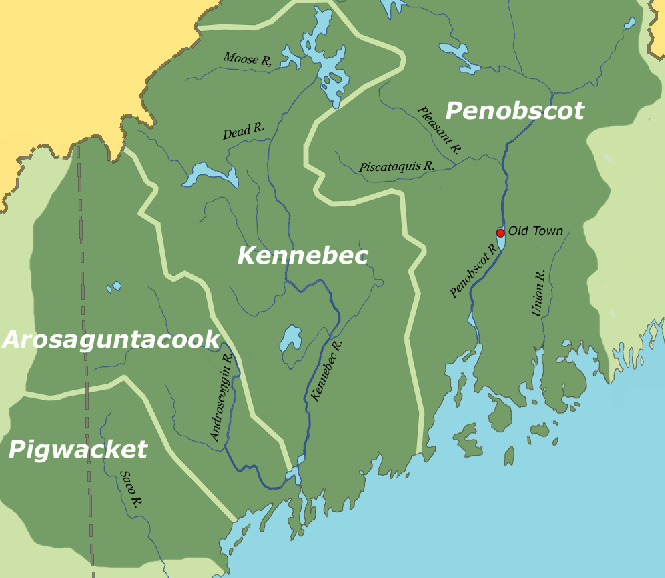 Moose R.
Pleasant R.
Penobscot
Dead R.
Piscataquis R.
Old Town
Kennebec
Penobscot R.
Union R.
Arosaguntacook
Androscoggin R.
Kennebec R.
Pigwacket
Saco R.